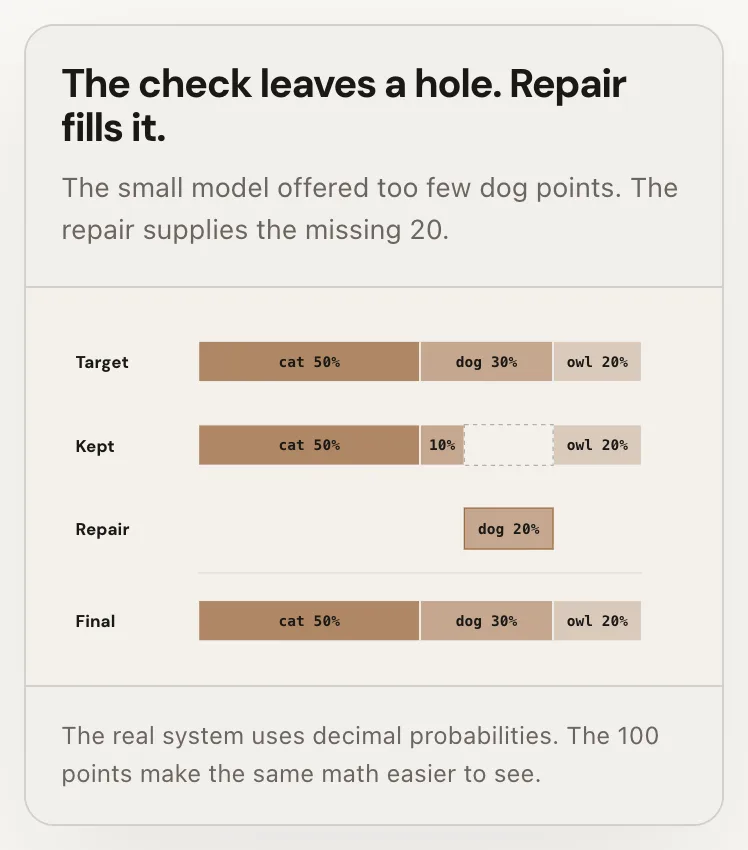 The check leaves a hole. Repair
fills it.
The small model offered too few dog points. The
repair supplies the missing 20.
Target
cat 50%
dog 30%
owl 20%
Kept
cat 50%
10%
owl 20%
Repair
dog 20%
Final
cat 50%
dog 30%
owl 20%
The real system uses decimal probabilities. The 100
points make the same math easier to see.